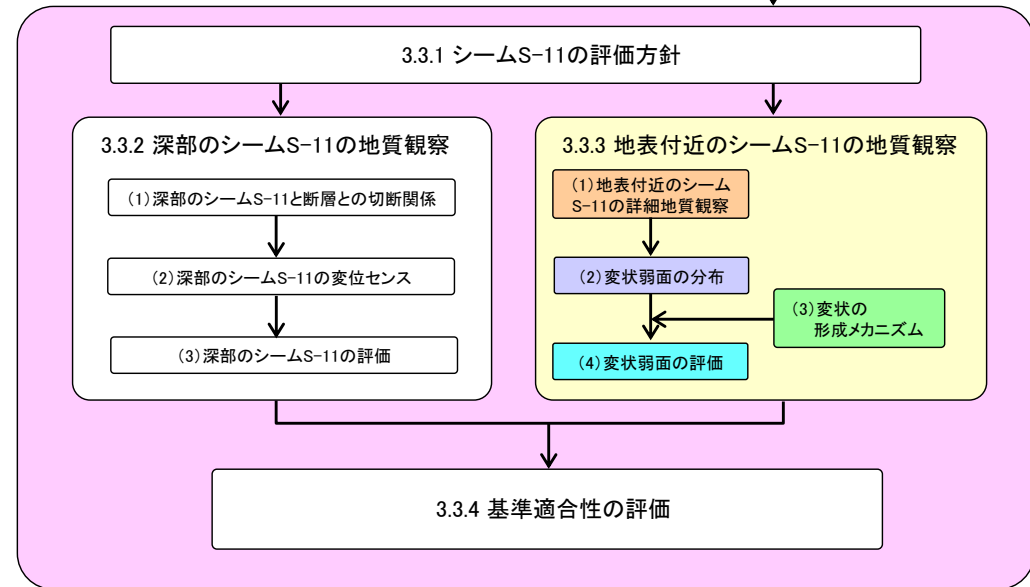 3.3.1 シームS-11の評価方針
3.3.2 深部のシームS-11の地質観察
(1)深部のシームS-11と断層との切断関係
(2)深部のシームS-11の変位センス
(3)深部のシームS-11の評価
3.3.3 地表付近のシームS-11の地質観察
(1)地表付近のシーム
S-11の詳細地質観察
(2)変状弱面の分布
(3)変状の
形成メカニズム
(4)変状弱面の評価
3.3.4 基準適合性の評価